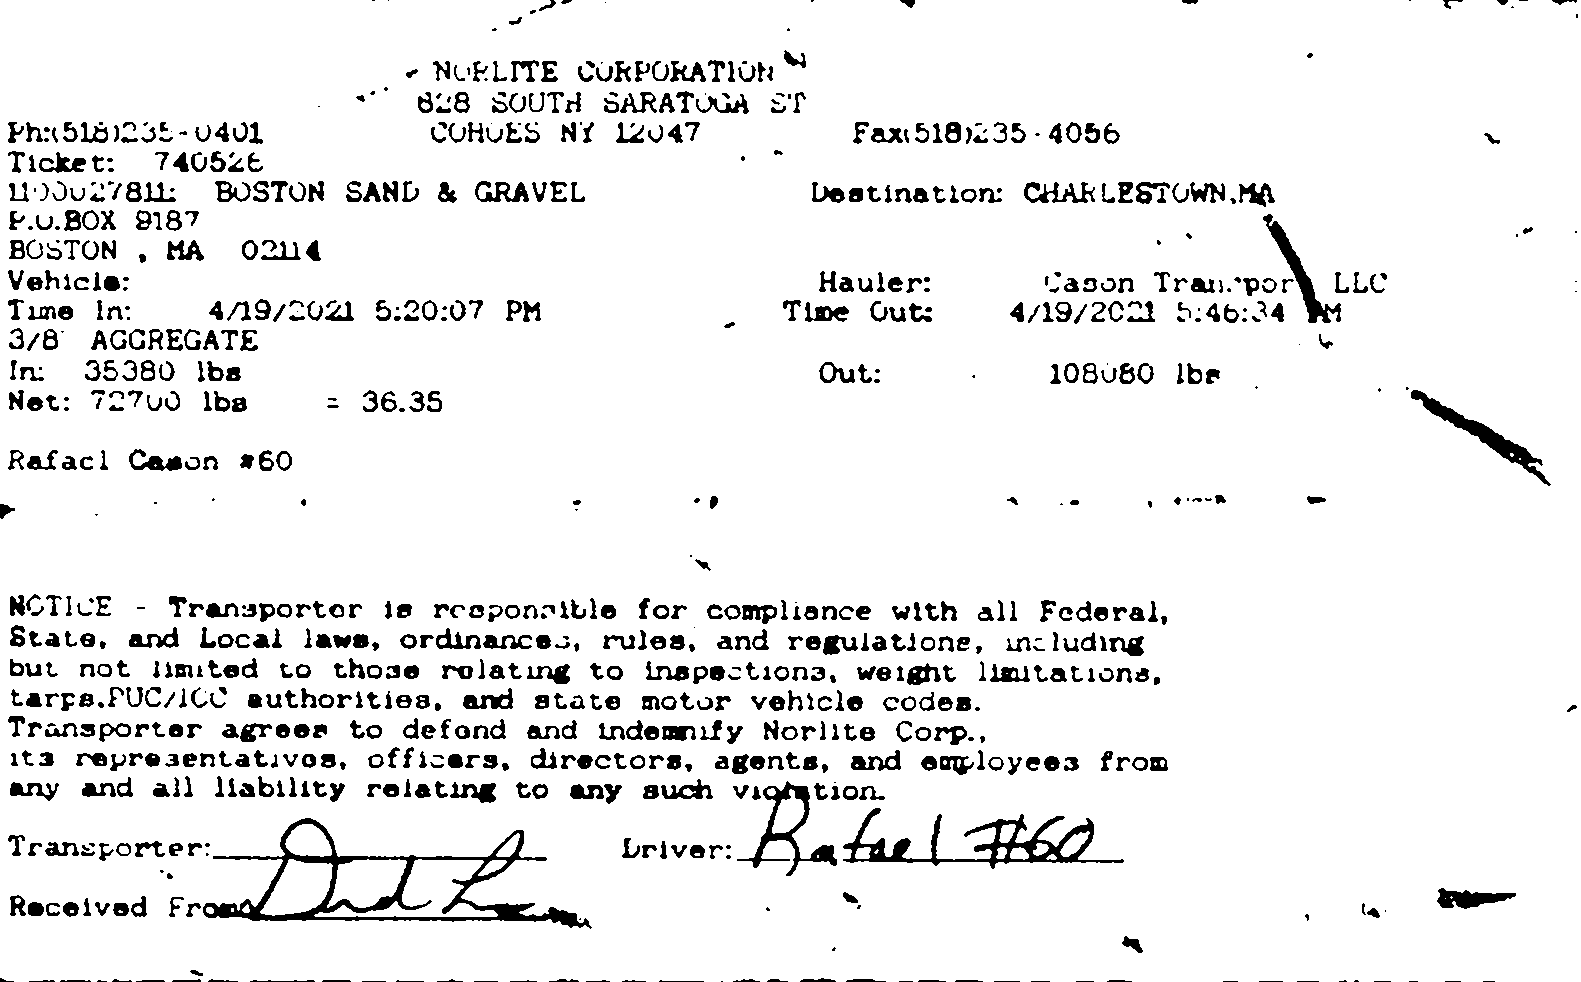 NORLITE CORPORATION
828 SOUTH SARATOGA ST
Ph:(518)235-0401 COHOES NY 12047 Fax(518)235-4056
Ticket: 740526
BOSTON SAND & GRAVEL Destination: CHARLESTOWN,MA
P.O.BOX 9187
BOSTON , MA 02114
Vehicle: Hauler: Cason Transport LLC
Time In: 4/19/2021 5:20:07 PM Time Out: 4/19/2021 5:46:34 PM
3/8" AGGREGATE
In: 35380 lbs Out: 108080 lbs
Net: 72700 lbs = 36.35
Rafael Cason #60
NOTICE - Transporter is responsible for compliance with all Federal,
State, and Local laws, ordinances, rules, and regulations, including
but not limited to those relating to inspections, weight limitations,
tarps.PUC/ICC authorities, and state motor vehicle codes.
Transporter agrees to defend and indemnify Norlite Corp.,
its representatives, officers, directors, agents, and employees from
any and all liability relating to any such violation.
Transporter: Driver: Rafael #60
Received From